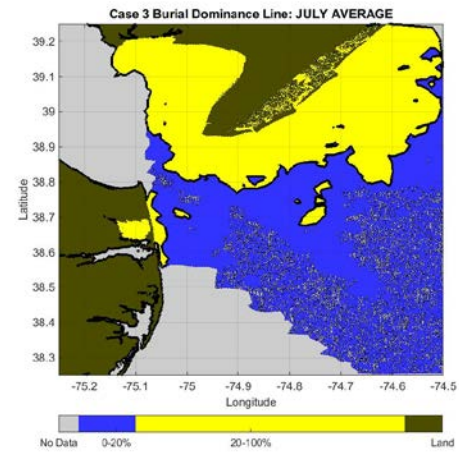 Case 3 Burial Dominance Line: JULY AVERAGE
39.2
39.1
39
38.9
38.8
38.7
38.6
38.5
38.4
38.3
Latitude
-75.2 -75.1 -75 -74.9 -74.8 -74.7 -74.6 -74.5
Longitude
No Data 0-20% 20-100% Land